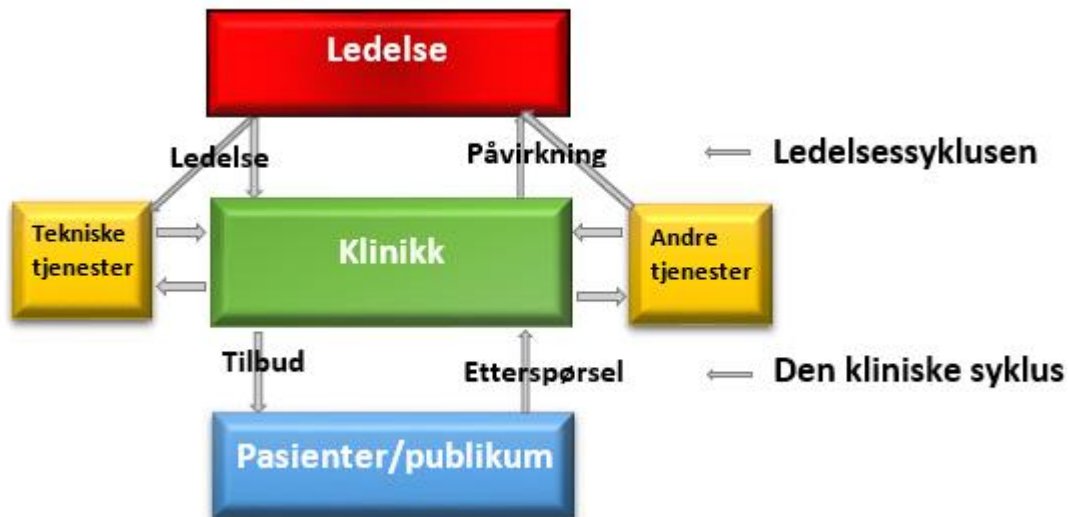 Ledelse
Ledelse
Påvirkning
Ledelsessyklusen
Tekniske
tjenester
Klinikk
Andre
tjenester
Tilbud
Etterspørsel
Den kliniske syklus
Pasienter/publikum